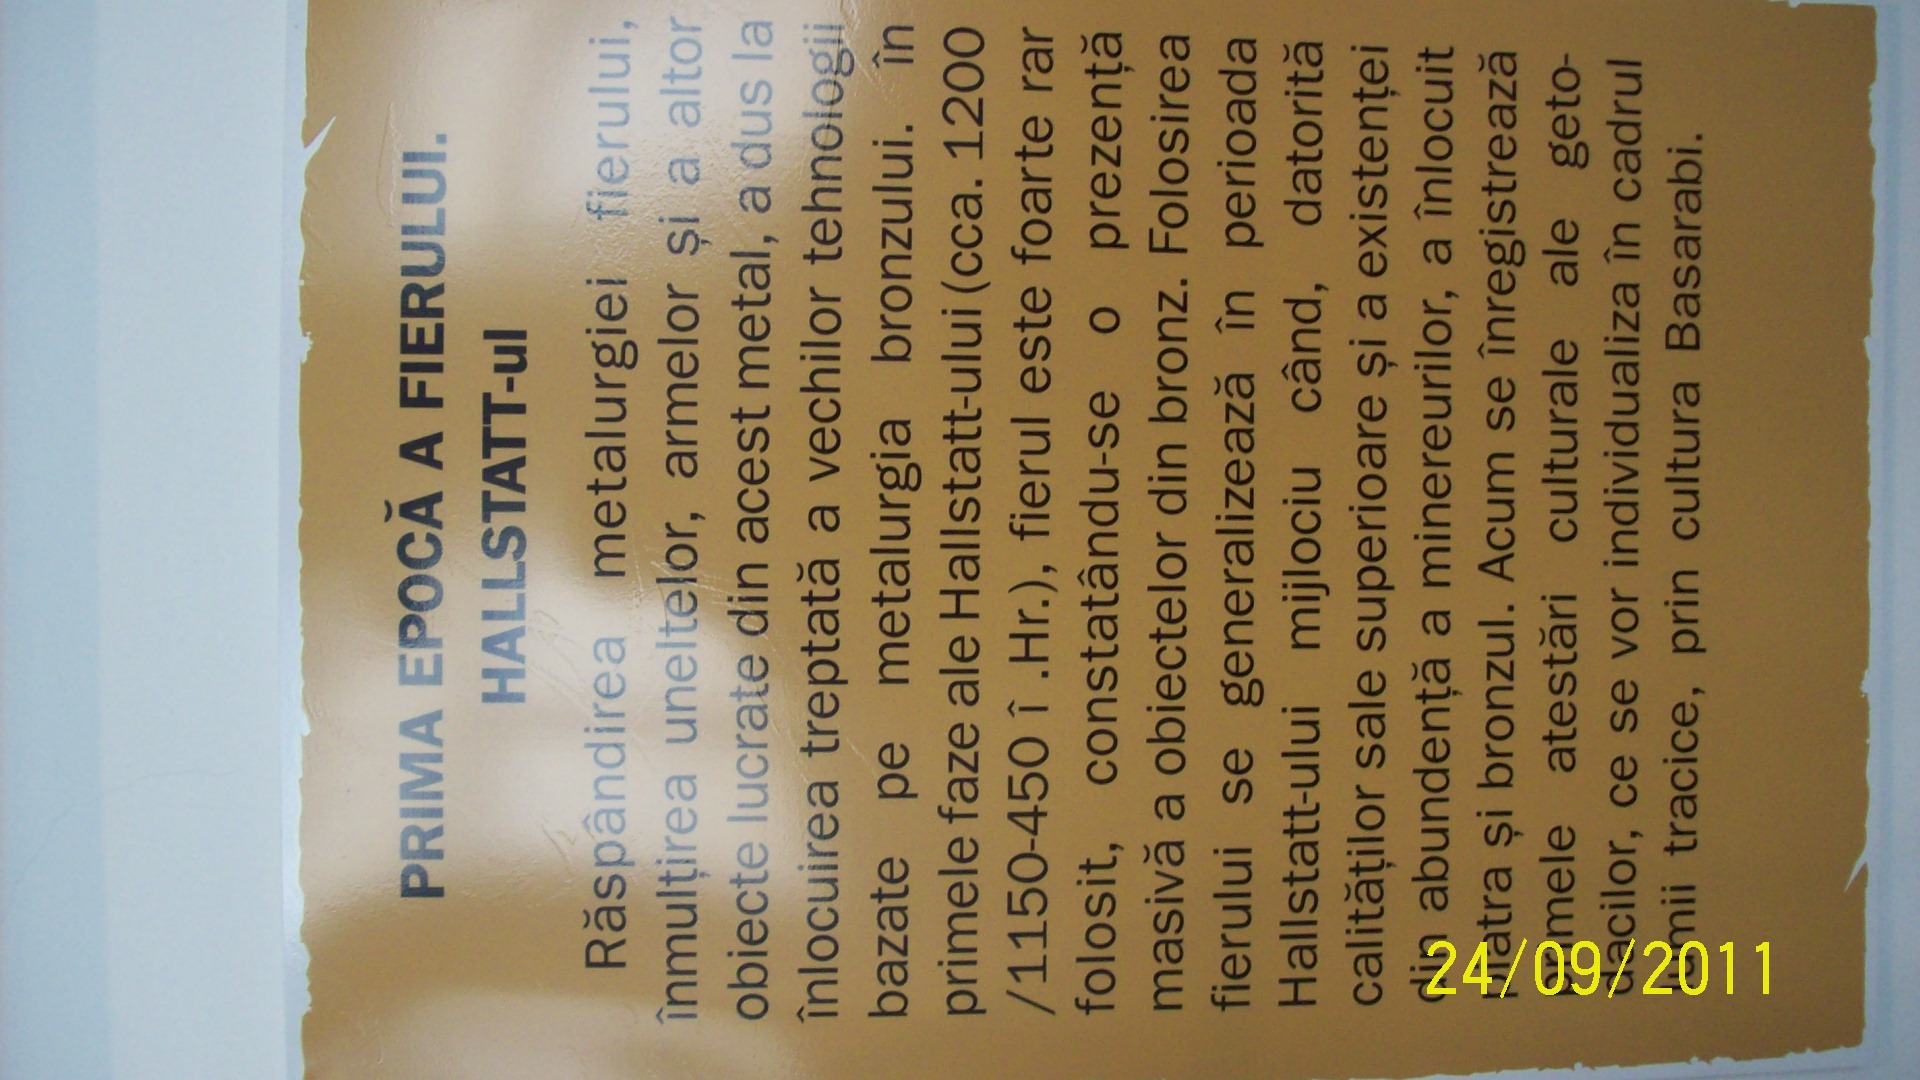 PRIMA EPOCĂ A FIERULUI.
HALLSTATT-ul
Răspândirea metalurgiei fierului,
înmulțirea uneltelor, armelor și a altor
obiecte lucrate din acest metal, a dus la
înlocuirea treptată a vechilor tehnologii
bazate pe metalurgia bronzului. în
primele faze ale Hallstatt-ului (cca. 1200
/1150-450 î .Hr.), fierul este foarte rar
folosit, constatându-se o prezență
masivă a obiectelor din bronz. Folosirea
fierului se generalizează în perioada
Hallstatt-ului mijlociu când, datorită
calităților sale superioare și a existenței
din abundență a minereurilor, a înlocuit
piatra și bronzul. Acum se înregistrează
primele atestări culturale ale geto-
dacilor, ce se vor individualiza în cadrul
lumii tracice, prin cultura Basarabi.
24/09/2011